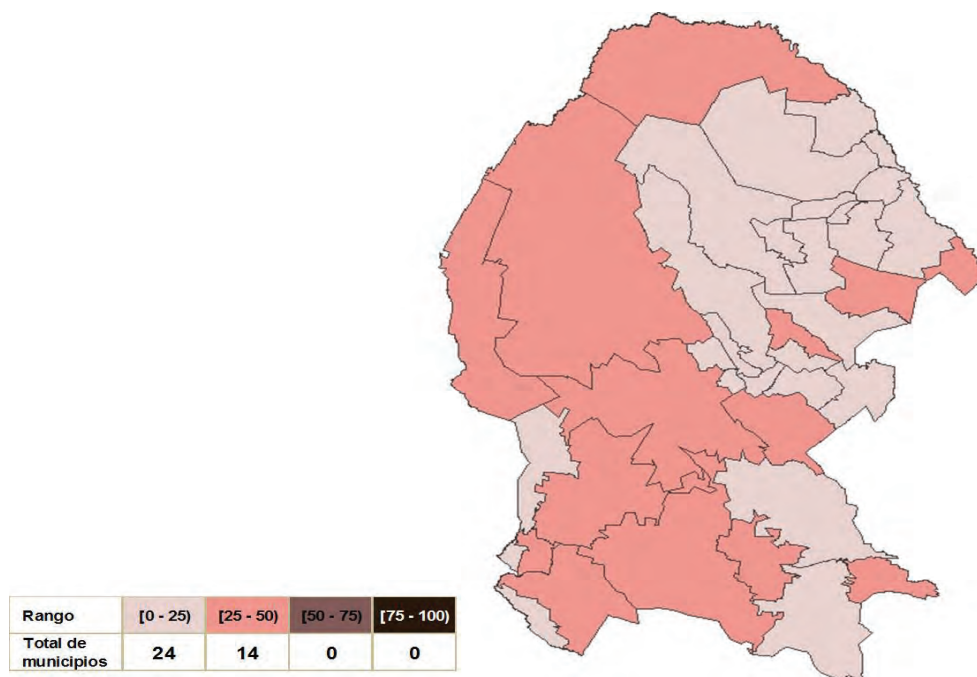 Rango [0 - 25) [25 - 50) [50 - 75) [75 - 100)
Total de
municipios 24 14 0 0